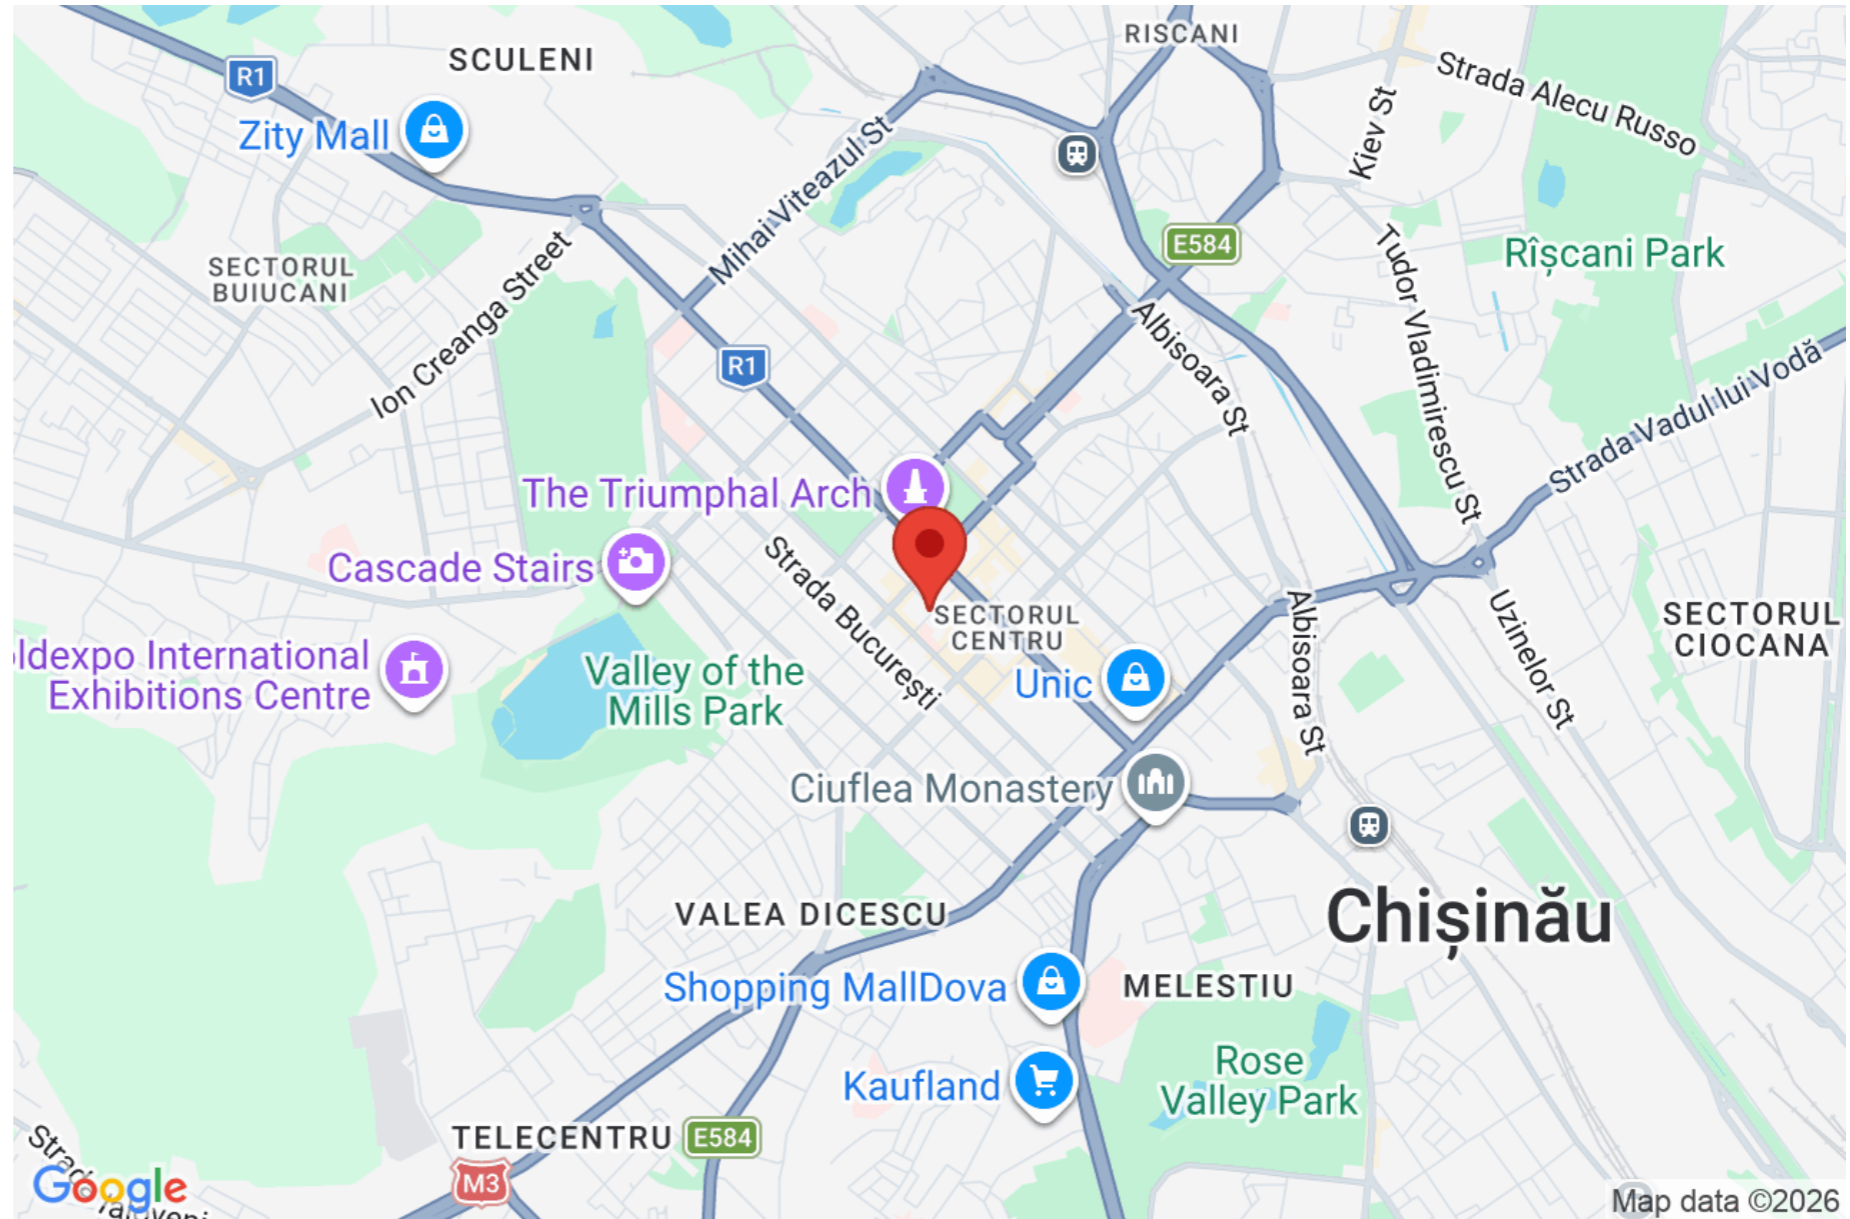 RISCANI
SCULENI
R1
Strada Alecu Russo
Zity Mall
Kiev St
Mihai Viteazul St
E584
Rîșcani Park
SECTORUL
BUIUCANI
Ion Creanga Street
Tudor Vladimirescu St
R1
Albisoara St
Strada Vadul lui Vodă
The Triumphal Arch
Cascade Stairs
Strada București
SECTORUL
CENTRU
Albisoara St
Uzinelor St
SECTORUL
CIOCANA
ldexpo International
Exhibitions Centre
Valley of the
Mills Park
Unic
Ciuflea Monastery
Chișinău
VALEA DICESCU
Shopping MallDova
MELESTIU
Rose
Valley Park
Kaufland
TELECENTRU
E584
M3
Google
Map data ©2026